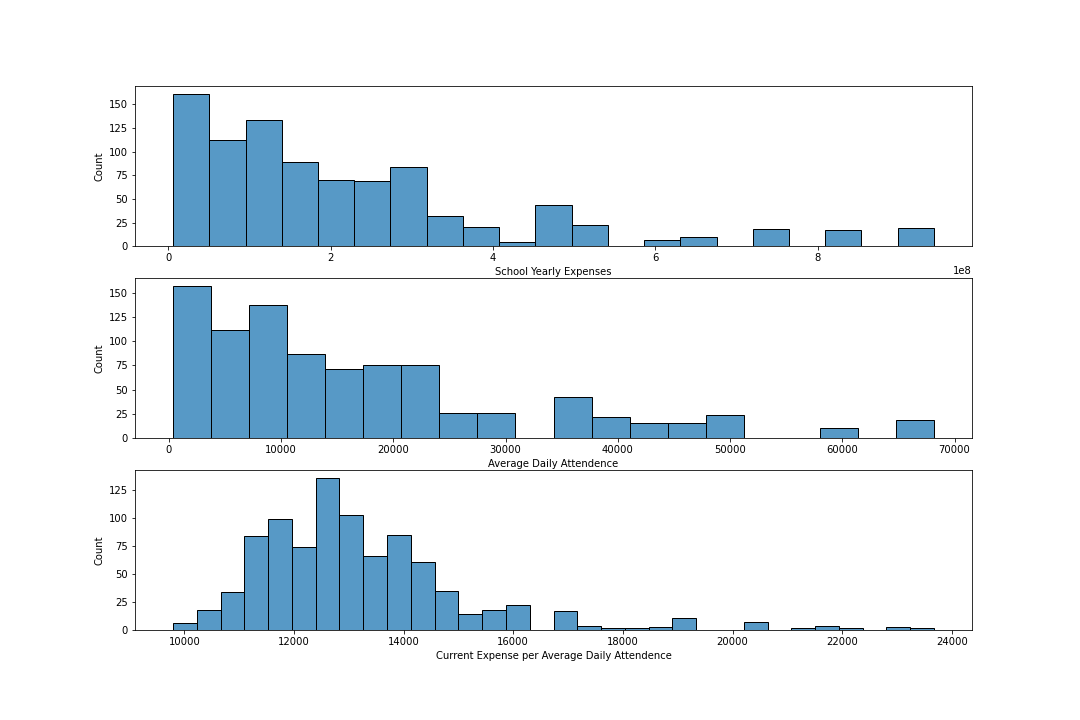 150
125
100
75
50
25
0
Count
0 2 4 6 8
School Yearly Expenses 1e8
150
125
100
75
50
25
0
Count
0 10000 20000 30000 40000 50000 60000 70000
Average Daily Attendence
125
100
75
50
25
0
Count
10000 12000 14000 16000 18000 20000 22000 24000
Current Expense per Average Daily Attendence